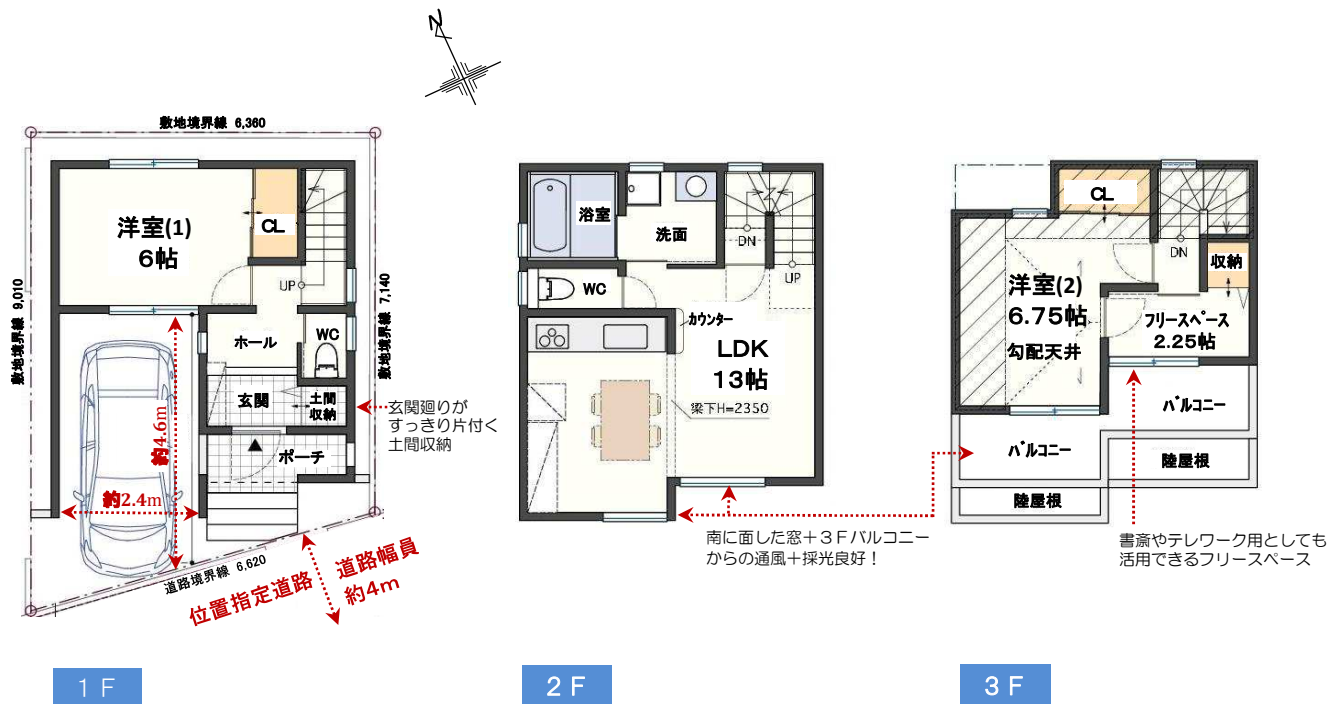 N
敷地境界線 6,360
敷地境界線 9,010
敷地境界線 7,140
洋室(1)
6帖
CL
UP
ホール
WC
玄関
土間
収納
ポーチ
約4.6m
約2.4m
道路境界線 6,620
位置指定道路
道路幅員
約4m
玄関廻りが
すっきり片付く
土間収納
1F
浴室
洗面
DN
UP
WC
カウンター
LDK
13帖
梁下H=2350
南に面した窓+3Fバルコニー
からの通風+採光良好!
2F
CL
DN
収納
洋室(2)
6.75帖
勾配天井
フリースペース
2.25帖
バルコニー
バルコニー
陸屋根
陸屋根
書斎やテレワーク用としても
活用できるフリースペース
3F